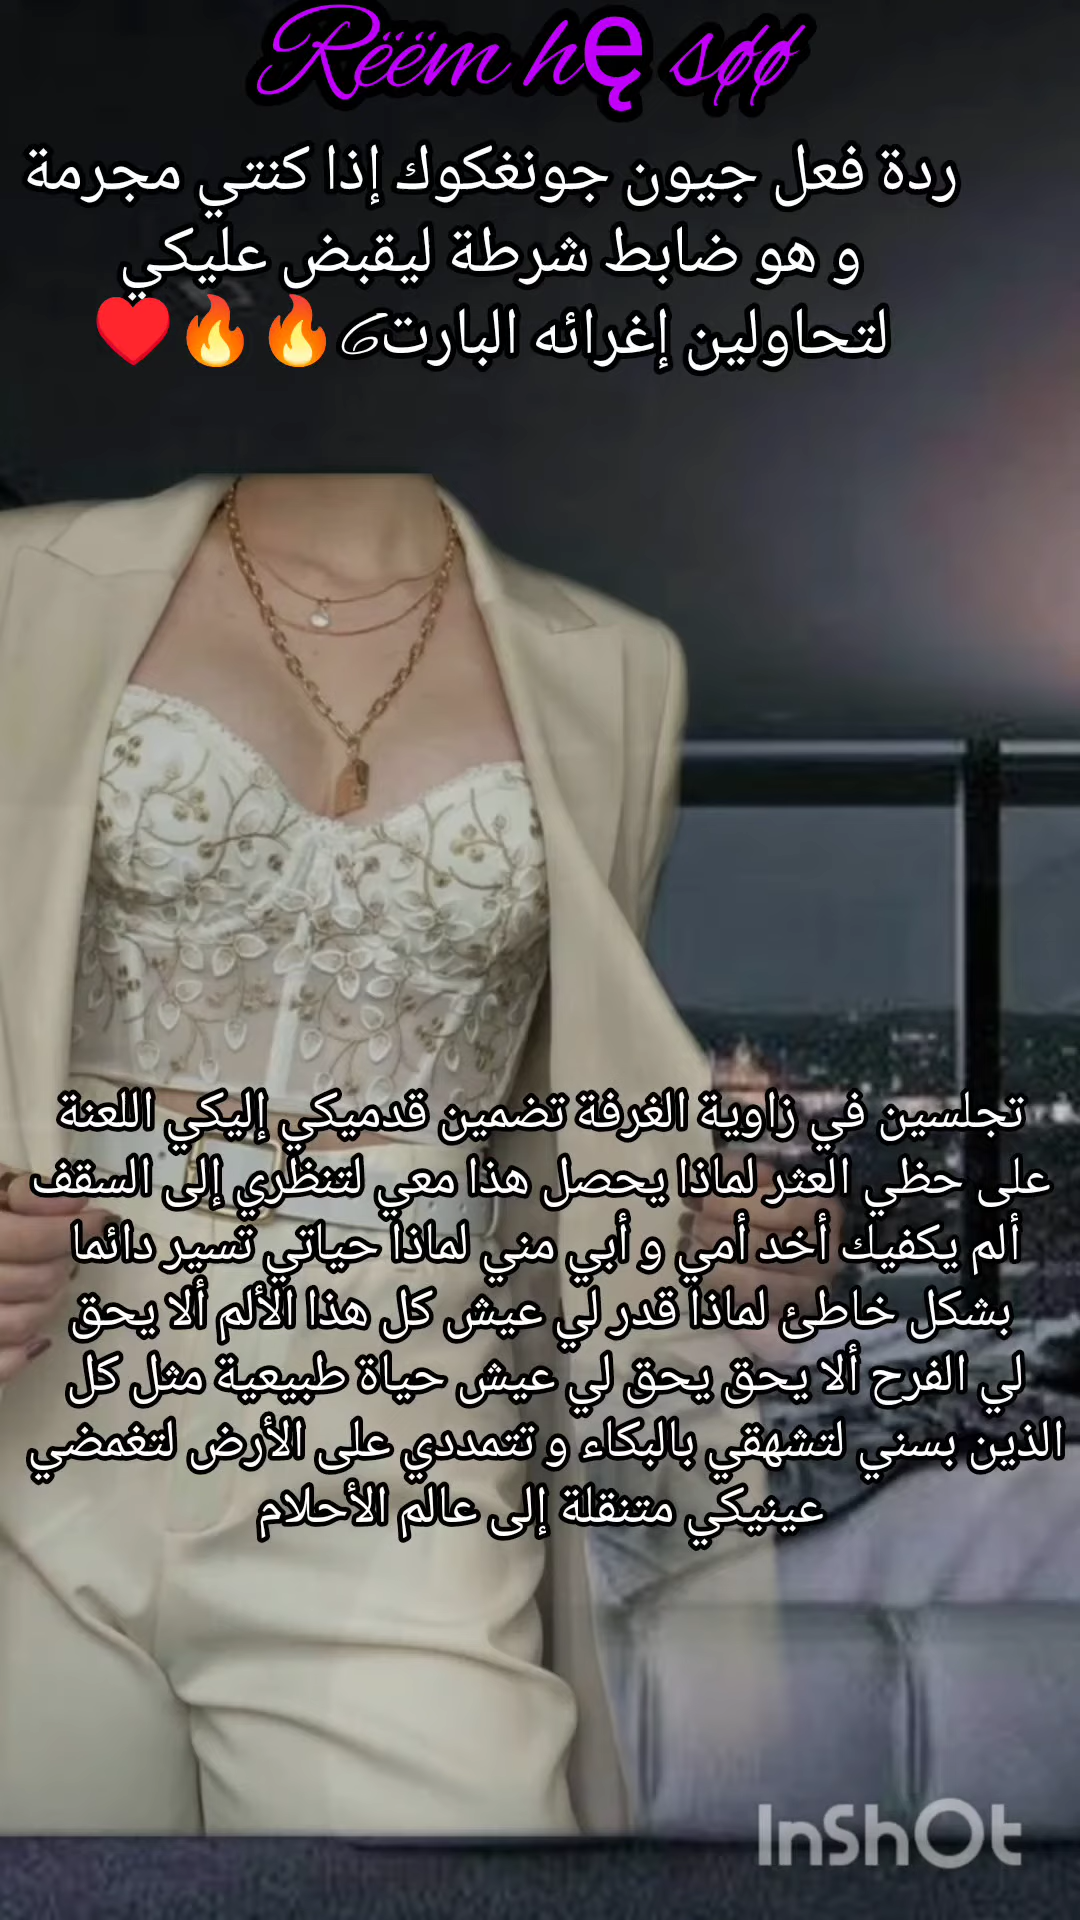 Rëëm hę søø
ردة فعل جيون جونغكوك إذا كنتي مجرمة
و هو ضابط شرطة ليقبض عليكي
لتحاولين إغرائه البارت6🔥🔥♥️
تجلسين في زاوية الغرفة تضمين قدميكي إليكي اللعنة
على حظي العثر لماذا يحصل هذا معي لتنظري إلى السقف
ألم يكفيك أخد أمي و أبي مني لماذا حياتي تسير دائما
بشكل خاطئ لماذا قدر لي عيش كل هذا الألم ألا يحق
لي الفرح ألا يحق يحق لي عيش حياة طبيعية مثل كل
الذين بسني لتشهقي بالبكاء و تتمددي على الأرض لتغمضي
عينيكي متنقلة إلى عالم الأحلام
InShOt